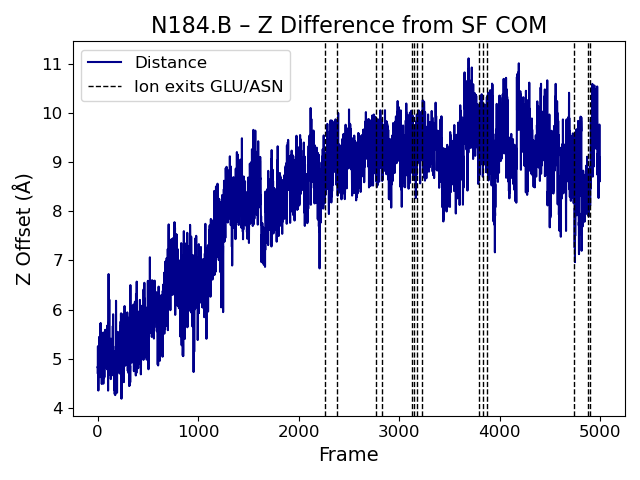 N184.B – Z Difference from SF COM
Distance
Ion exits GLU/ASN
Z Offset (Å)
11
10
9
8
7
6
5
4
0 1000 2000 3000 4000 5000
Frame